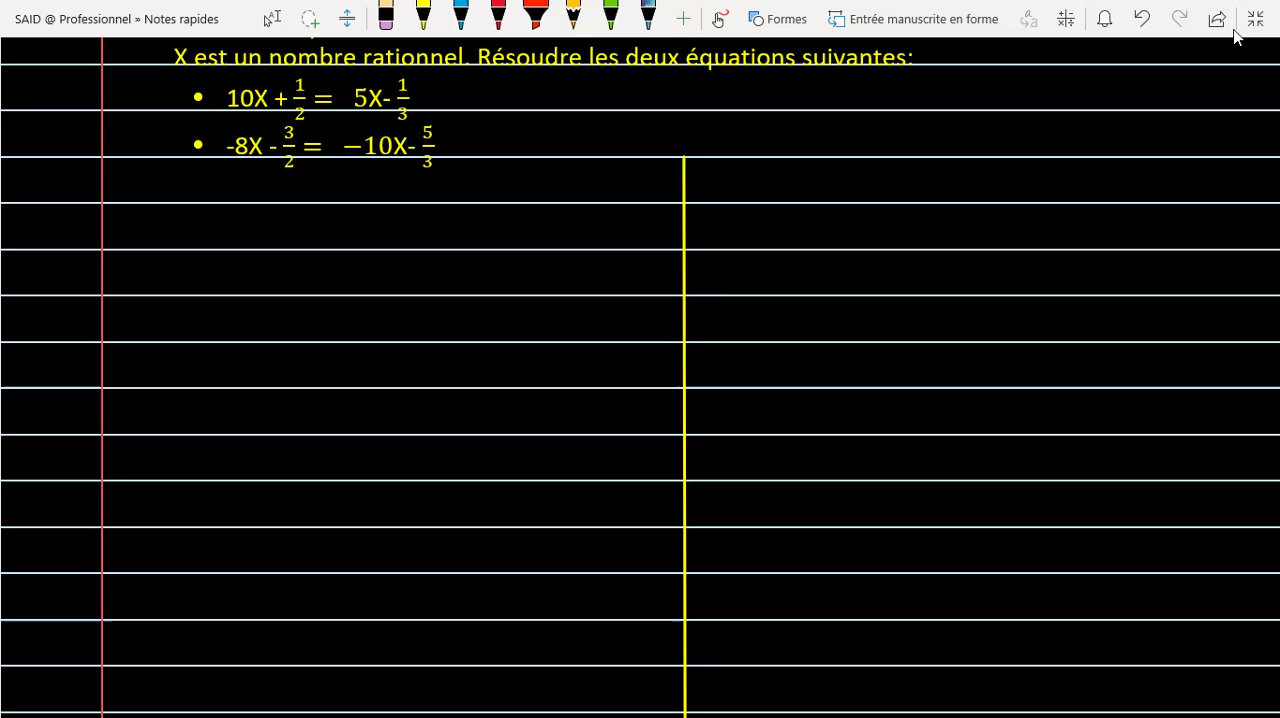 SAID @ Professionnel » Notes rapides Formes Entrée manuscrite en forme
X est un nombre rationnel. Résoudre les deux équations suivantes:
• 10X + 1/2 = 5X- 1/3
• -8X - 3/2 = −10X- 5/3